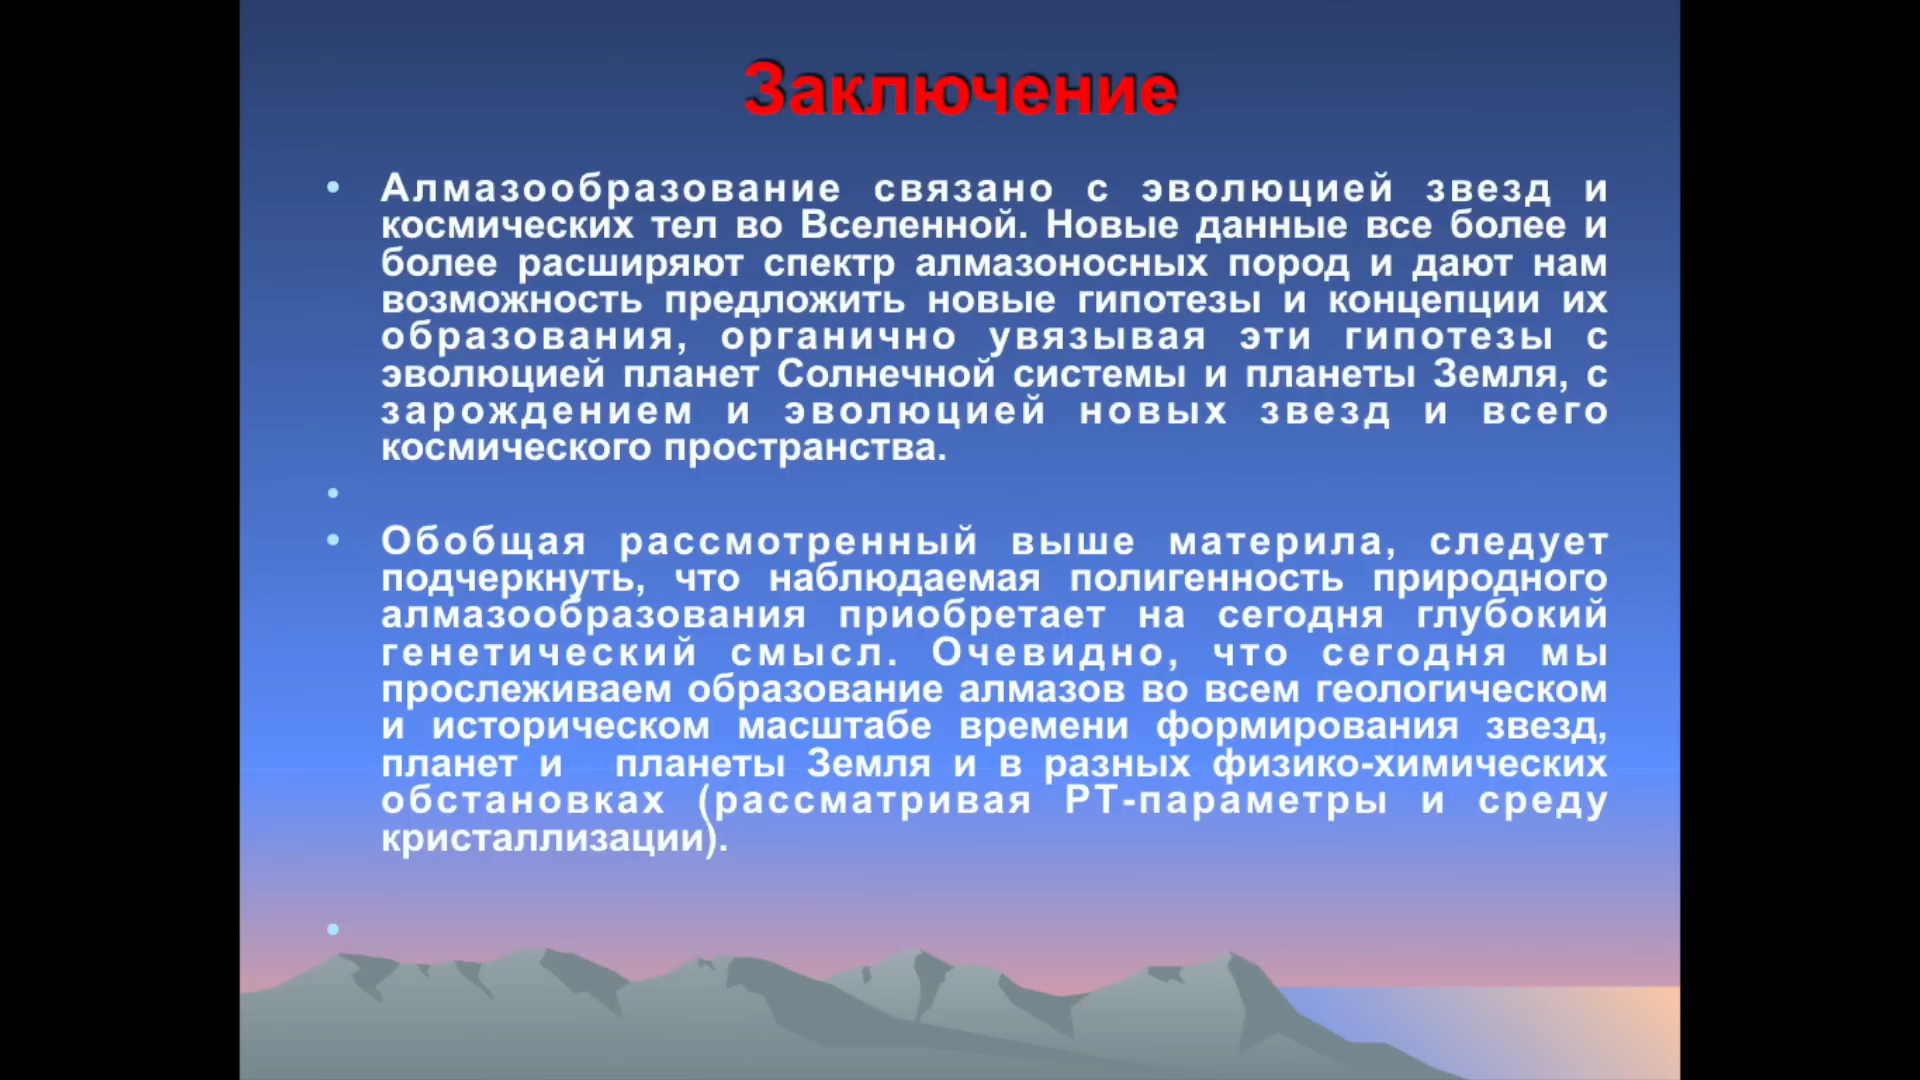 Заключение
• Алмазообразование связано с эволюцией звезд и
космических тел во Вселенной. Новые данные все более и
более расширяют спектр алмазоносных пород и дают нам
возможность предложить новые гипотезы и концепции их
образования, органично увязывая эти гипотезы с
эволюцией планет Солнечной системы и планеты Земля, с
зарождением и эволюцией новых звезд и всего
космического пространства.
•
• Обобщая рассмотренный выше материла, следует
подчеркнуть, что наблюдаемая полигенность природного
алмазообразования приобретает на сегодня глубокий
генетический смысл. Очевидно, что сегодня мы
прослеживаем образование алмазов во всем геологическом
и историческом масштабе времени формирования звезд,
планет и планеты Земля и в разных физико-химических
обстановках (рассматривая РТ-параметры и среду
кристаллизации).
•